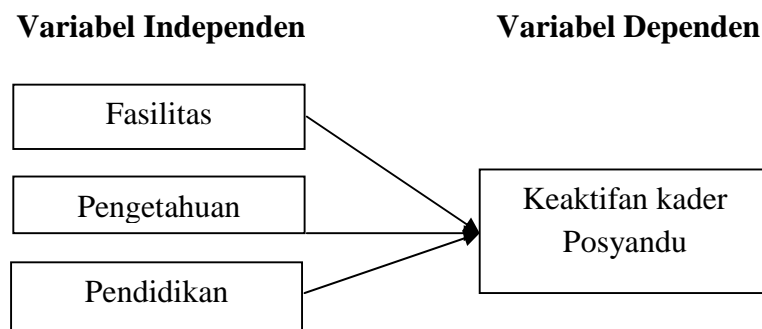 Variabel Independen
Variabel Dependen
Fasilitas
Pengetahuan
Pendidikan
Keaktifan kader
Posyandu